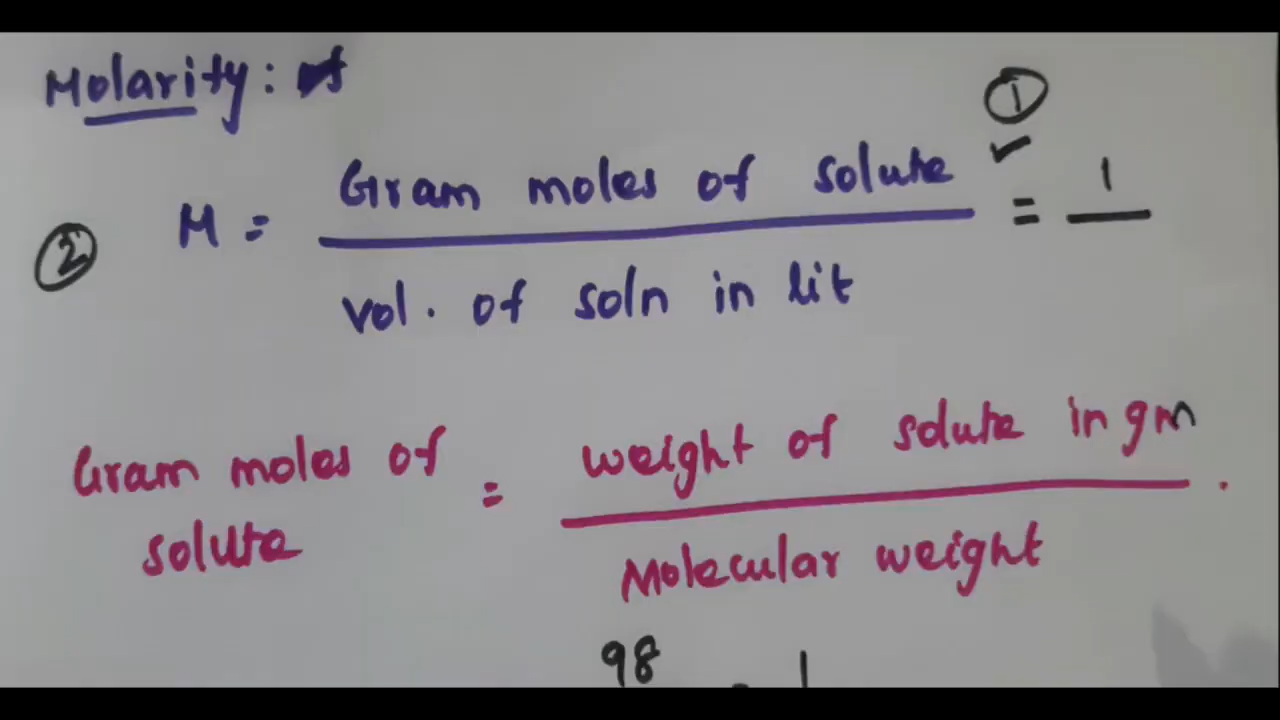 Molarity:
①
② M = Gram moles of solute = 1
vol. of soln in lit
Gram moles of solute = weight of solute in gm
Molecular weight
98 = 1